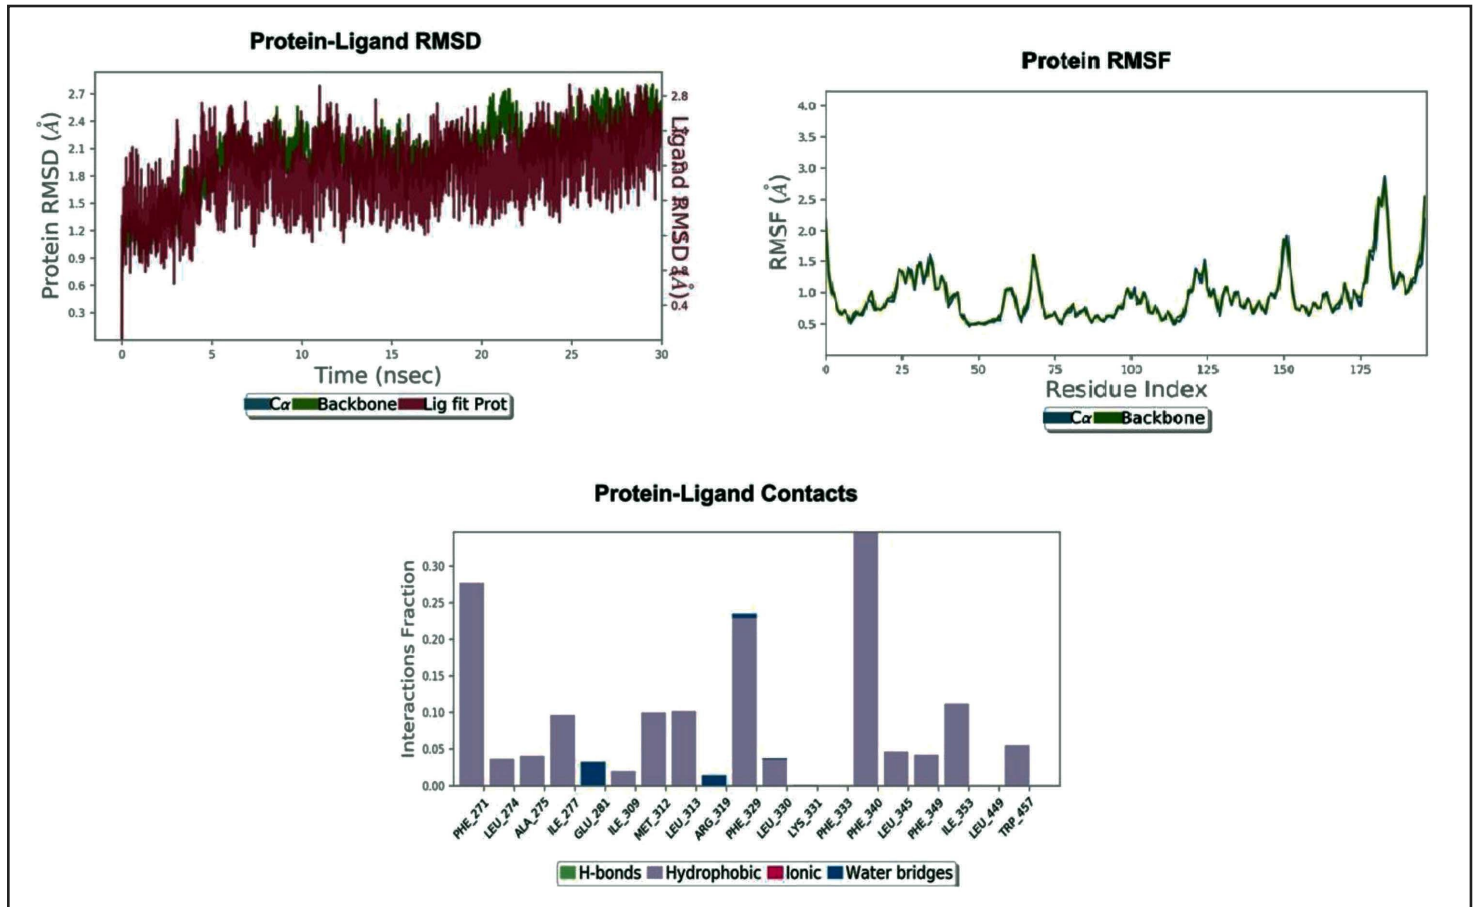 Protein-Ligand RMSD
Protein RMSD (Å)
2.7
2.4
2.1
1.8
1.5
1.2
0.9
0.6
0.3
2.8
0.4
Ligand RMSD (Å)
0 5 10 15 20 25 30
Time (nsec)
Cα Backbone Lig fit Prot
Protein RMSF
RMSF (Å)
4.0
3.5
3.0
2.5
2.0
1.5
1.0
0.5
0 25 50 75 100 125 150 175
Residue Index
Cα Backbone
Protein-Ligand Contacts
Interactions Fraction
0.30
0.25
0.20
0.15
0.10
0.05
0.00
PHE_271 LEU_274 ALA_275 ILE_277 GLU_281 ILE_309 MET_312 LEU_313 ARG_319 PHE_329 LEU_330 LYS_331 PHE_333 PHE_340 LEU_345 PHE_349 ILE_353 LEU_449 TRP_457
H-bonds Hydrophobic Ionic Water bridges